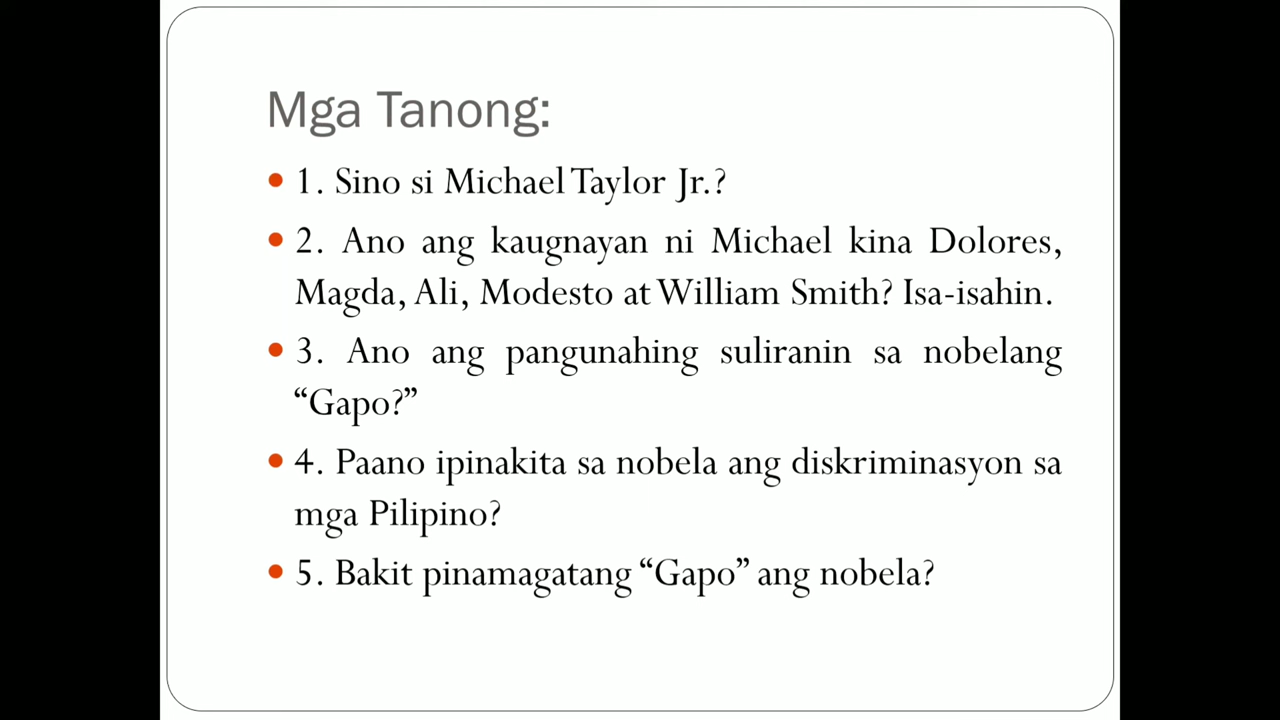 Mga Tanong:
• 1. Sino si Michael Taylor Jr.?
• 2. Ano ang kaugnayan ni Michael kina Dolores,
Magda, Ali, Modesto at William Smith? Isa-isahin.
• 3. Ano ang pangunahing suliranin sa nobelang
“Gapo?”
• 4. Paano ipinakita sa nobela ang diskriminasyon sa
mga Pilipino?
• 5. Bakit pinamagatang “Gapo” ang nobela?